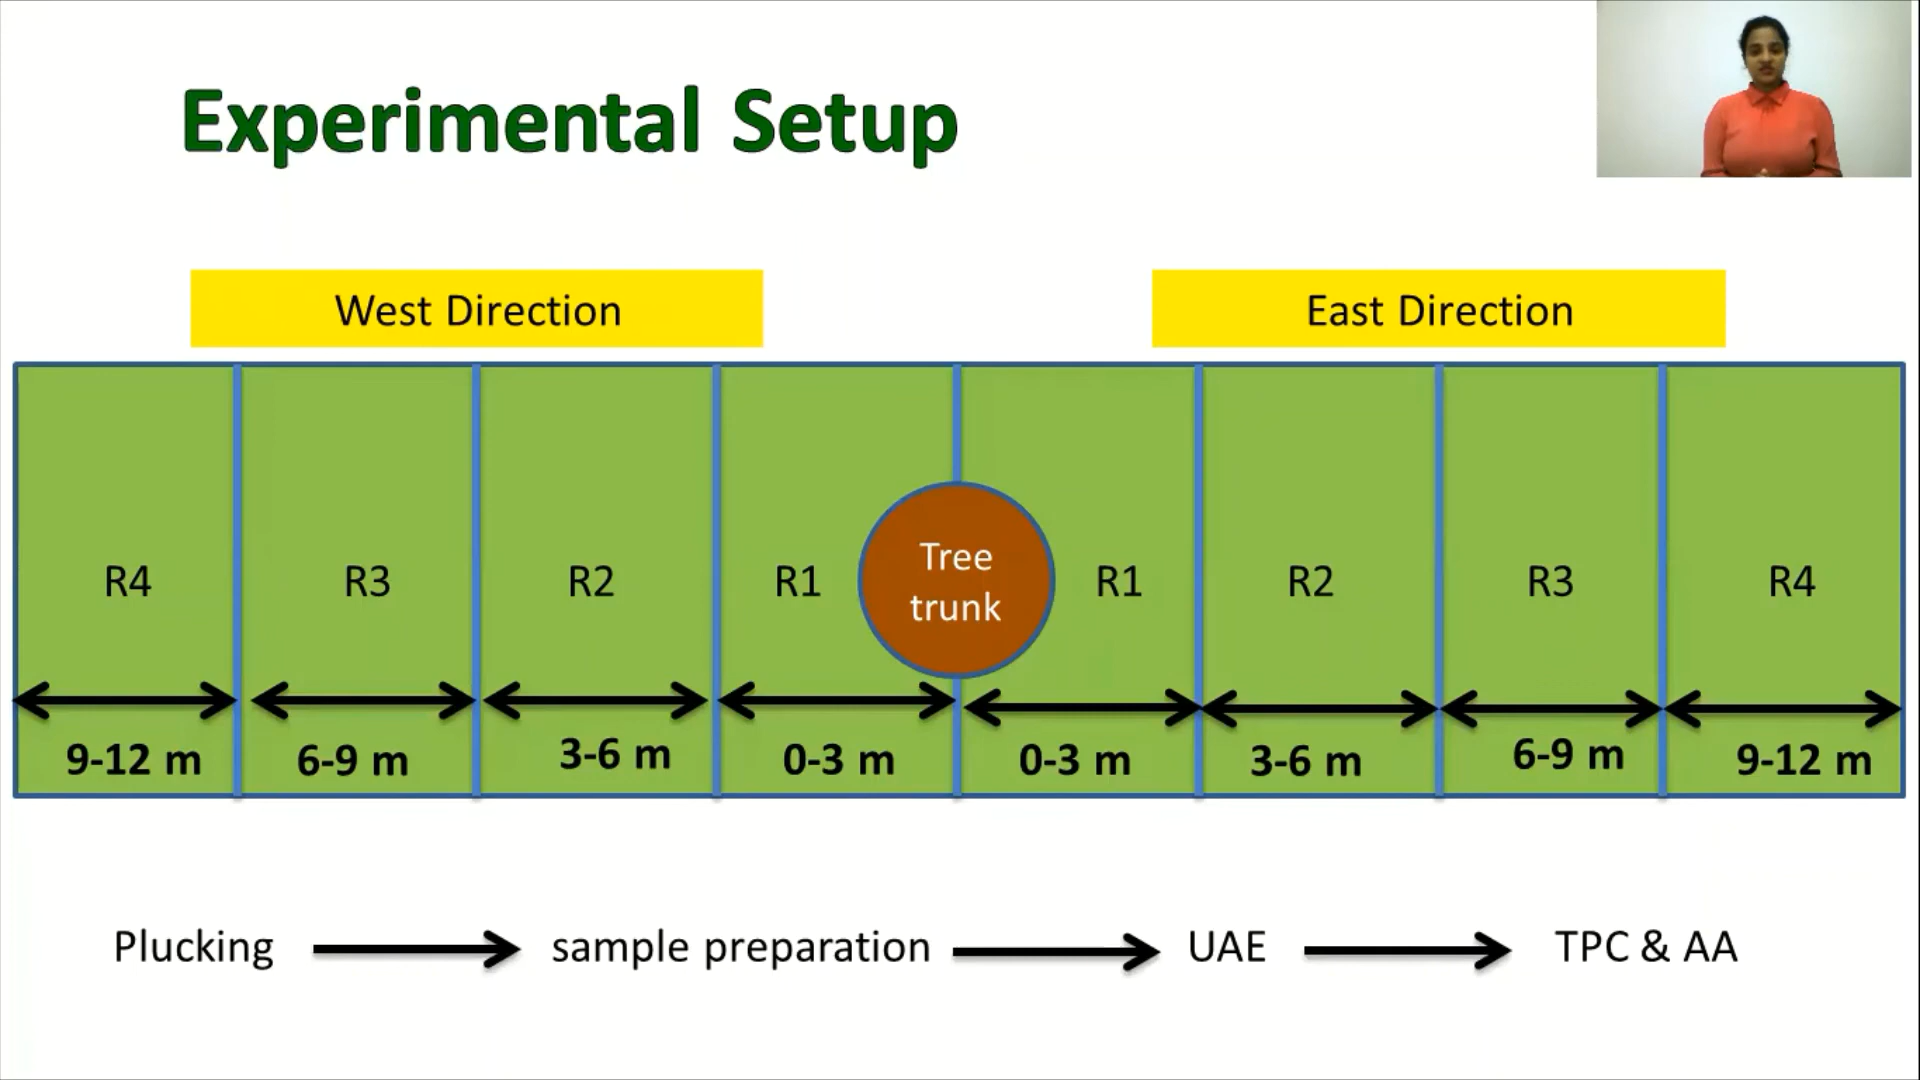 Experimental Setup
West Direction
East Direction
R4
R3
R2
R1
Tree
trunk
R1
R2
R3
R4
9-12 m
6-9 m
3-6 m
0-3 m
0-3 m
3-6 m
6-9 m
9-12 m
Plucking
sample preparation
UAE
TPC & AA